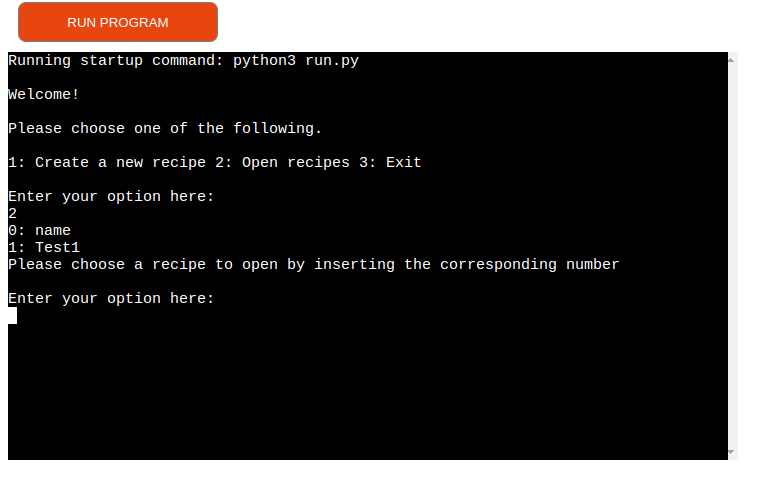 RUN PROGRAM
Running startup command: python3 run.py
Welcome!
Please choose one of the following.
1: Create a new recipe 2: Open recipes 3: Exit
Enter your option here:
2
0: name
1: Test1
Please choose a recipe to open by inserting the corresponding number
Enter your option here: